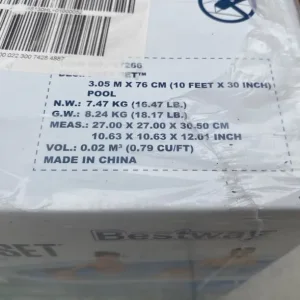 3.05 M X 76 CM (10 FEET X 30 INCH)
POOL
N.W.: 7.47 KG (16.47 LB.)
G.W.: 8.24 KG (18.17 LB.)
MEAS.: 27.00 X 27.00 X 30.50 CM
10.63 X 10.63 X 12.01 INCH
VOL.: 0.02 M³ (0.79 CU/FT)
MADE IN CHINA
SET
Bestway